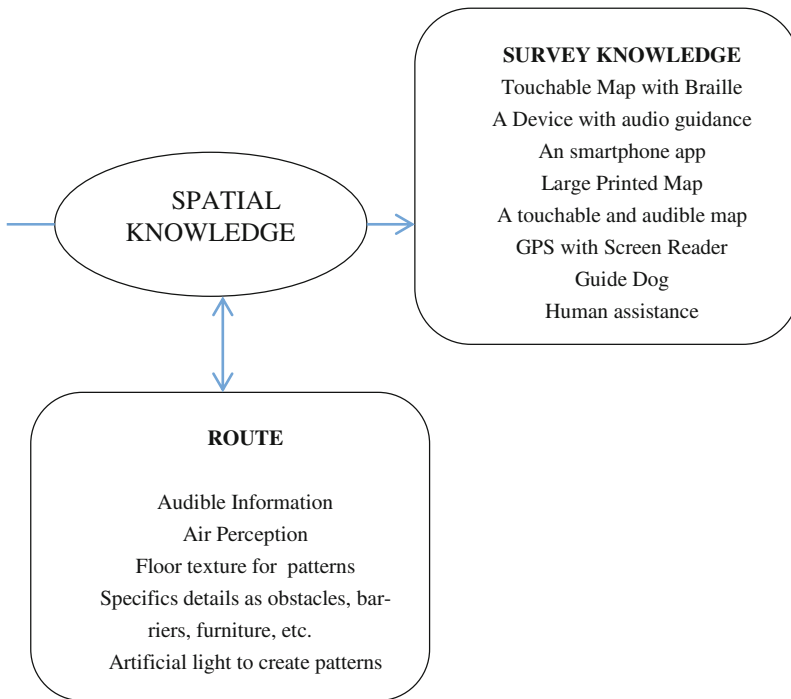 SURVEY KNOWLEDGE
Touchable Map with Braille
A Device with audio guidance
An smartphone app
Large Printed Map
A touchable and audible map
GPS with Screen Reader
Guide Dog
Human assistance
SPATIAL
KNOWLEDGE
ROUTE
Audible Information
Air Perception
Floor texture for patterns
Specifics details as obstacles, bar-
riers, furniture, etc.
Artificial light to create patterns